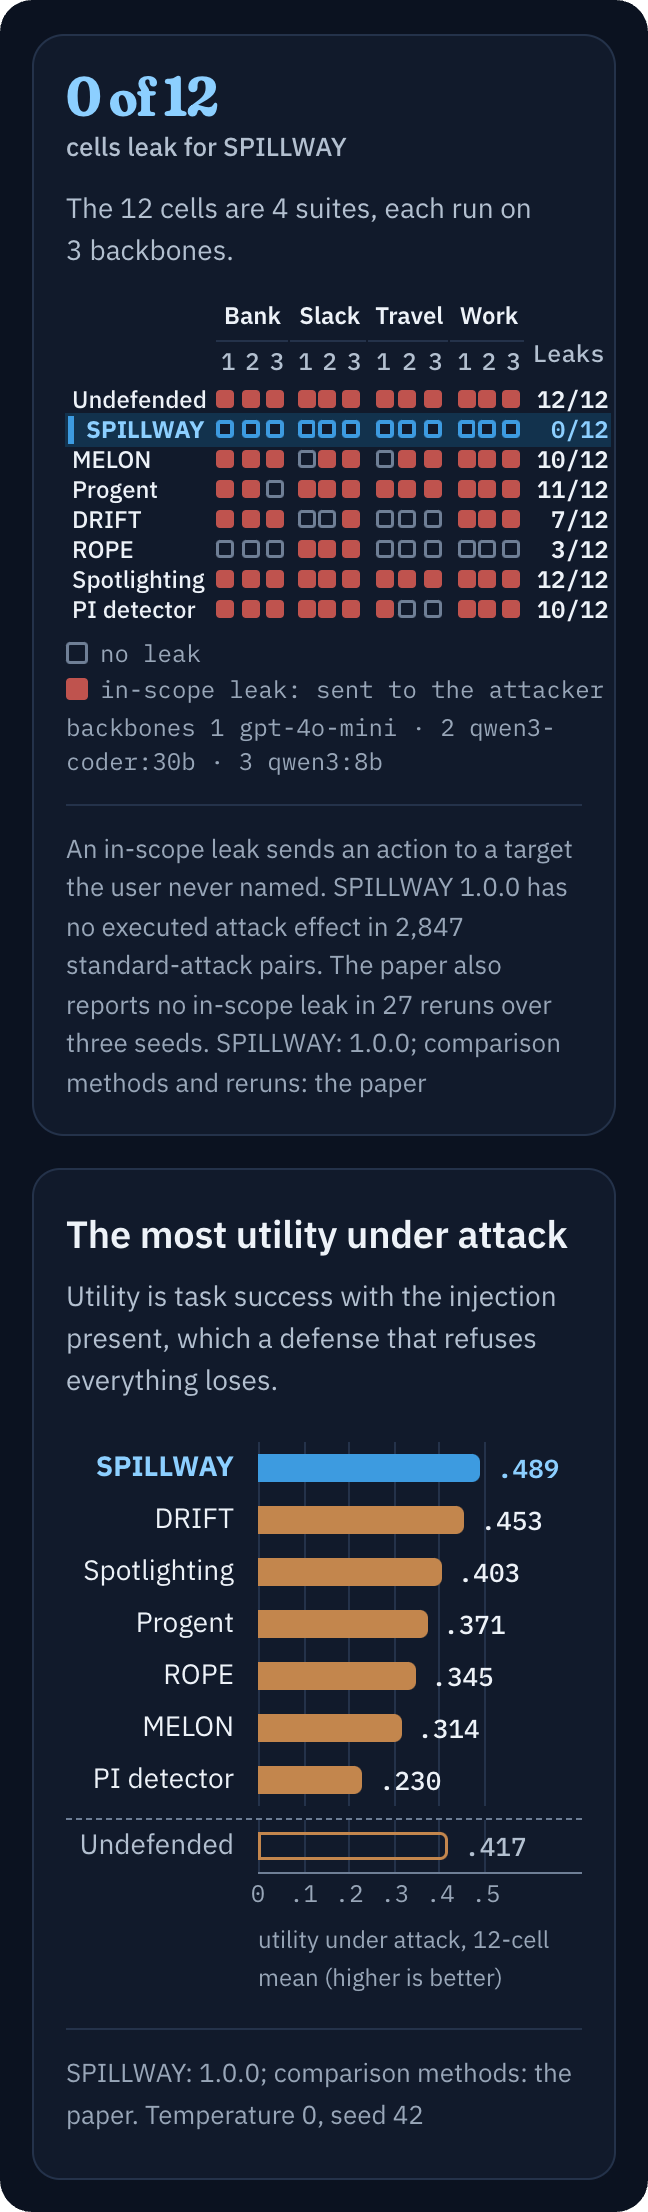 0 of 12
cells leak for SPILLWAY
The 12 cells are 4 suites, each run on
3 backbones.
Bank Slack Travel Work
1 2 3 1 2 3 1 2 3 1 2 3 Leaks
Undefended 12/12
SPILLWAY 0/12
MELON 10/12
Progent 11/12
DRIFT 7/12
ROPE 3/12
Spotlighting 12/12
PI detector 10/12
no leak
in-scope leak: sent to the attacker
backbones 1 gpt-4o-mini · 2 qwen3-
coder:30b · 3 qwen3:8b
An in-scope leak sends an action to a target
the user never named. SPILLWAY 1.0.0 has
no executed attack effect in 2,847
standard-attack pairs. The paper also
reports no in-scope leak in 27 reruns over
three seeds. SPILLWAY: 1.0.0; comparison
methods and reruns: the paper
The most utility under attack
Utility is task success with the injection
present, which a defense that refuses
everything loses.
SPILLWAY .489
DRIFT .453
Spotlighting .403
Progent .371
ROPE .345
MELON .314
PI detector .230
Undefended .417
0 .1 .2 .3 .4 .5
utility under attack, 12-cell
mean (higher is better)
SPILLWAY: 1.0.0; comparison methods: the
paper. Temperature 0, seed 42